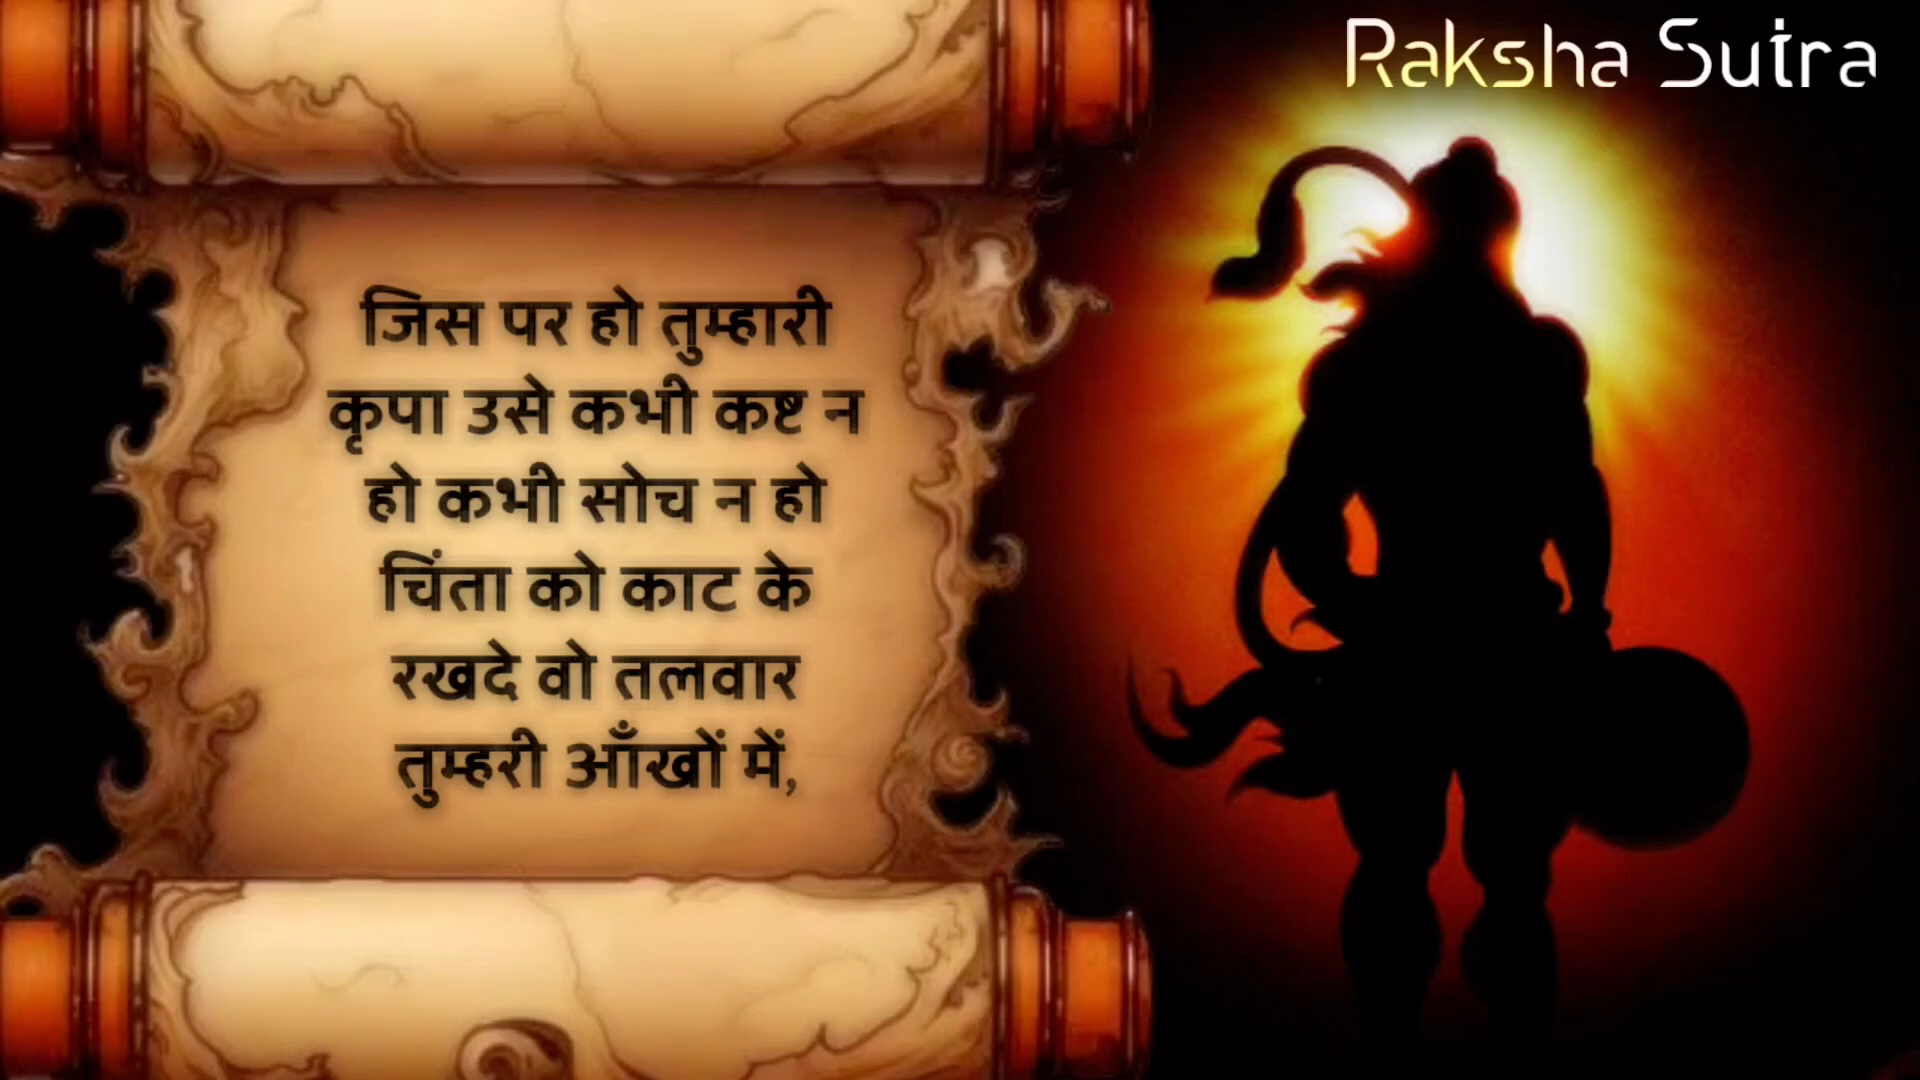 Raksha Sutra
जिस पर हो तुम्हारी
कृपा उसे कभी कष्ट न
हो कभी सोच न हो
चिंता को काट के
रखदे वो तलवार
तुम्हरी आँखों में,